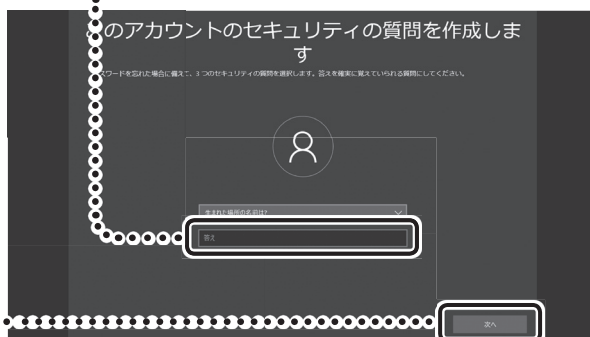 のアカウントのセキュリティの質問を作成しま
す
スワードを忘れた場合に備えて、3 つのセキュリティの質問を選択します。答えを確実に覚えていられる質問にしてください。
生まれた場所の名前は?
答え
次へ